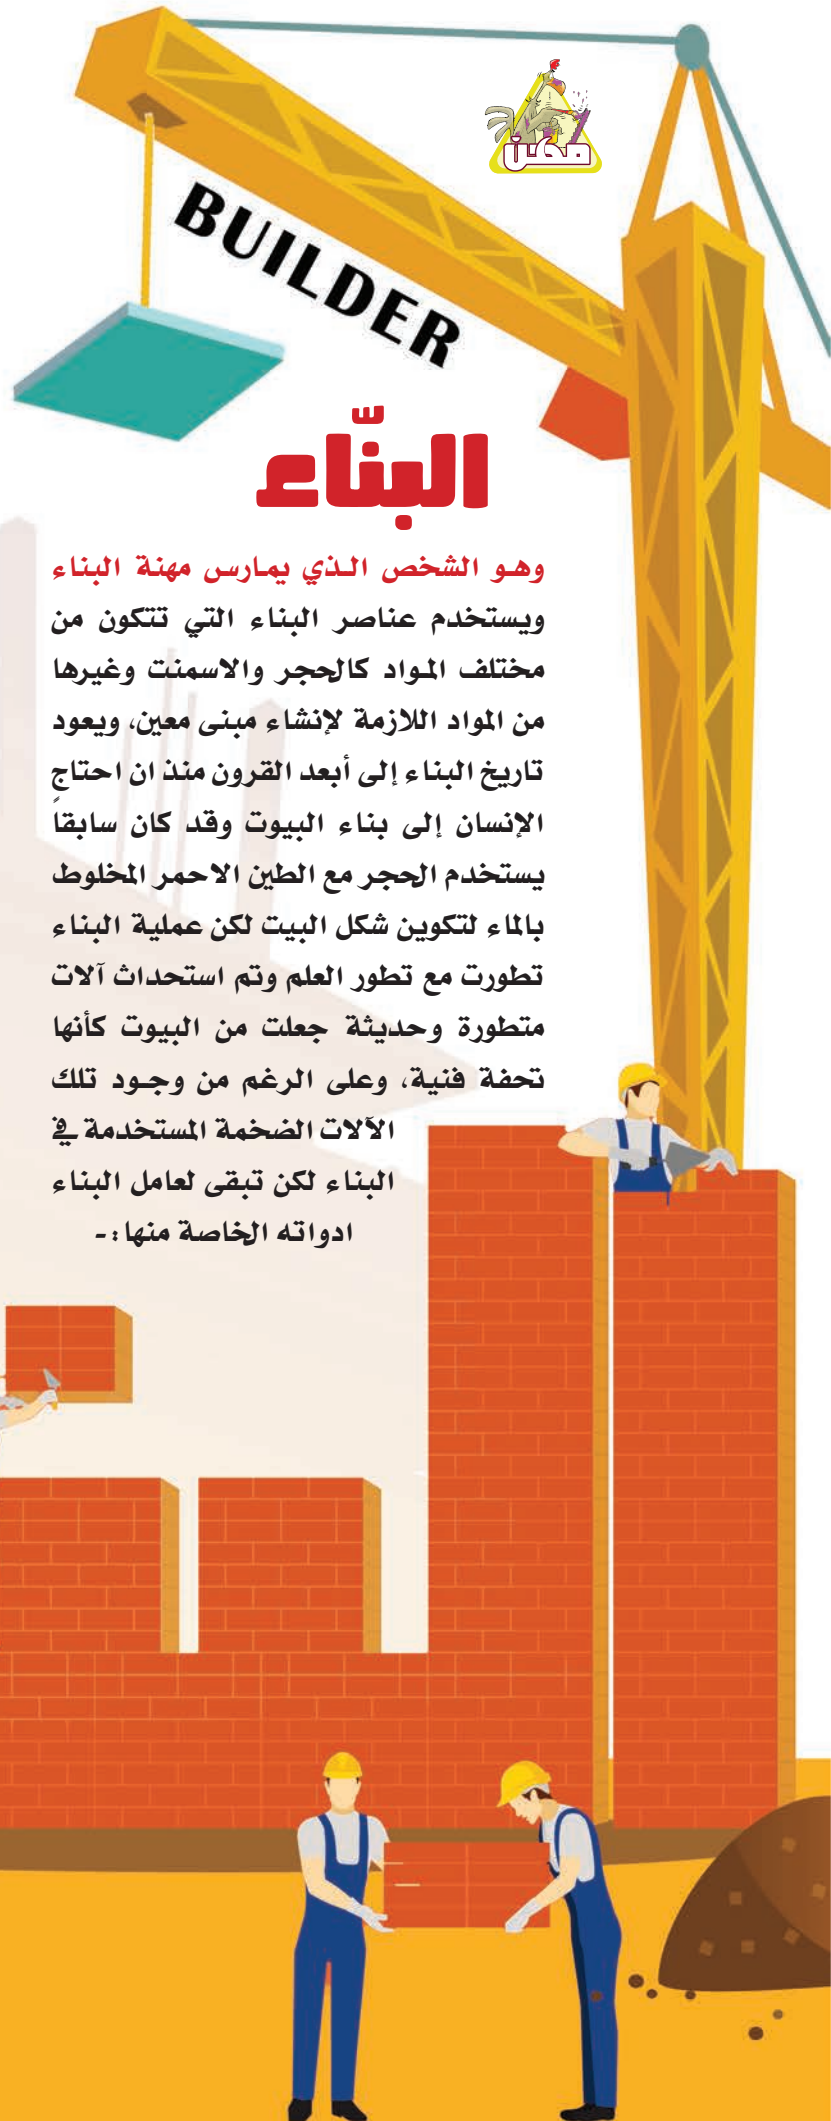 مهن
BUILDER
البنّاء
وهو الشخص الذي يمارس مهنة البناء
ويستخدم عناصر البناء التي تتكون من
مختلف المواد كالحجر والاسمنت وغيرها
من المواد اللازمة لإنشاء مبنى معين، ويعود
تاريخ البناء إلى أبعد القرون منذ ان احتاج
الإنسان إلى بناء البيوت وقد كان سابقاً
يستخدم الحجر مع الطين الاحمر المخلوط
بالماء لتكوين شكل البيت لكن عملية البناء
تطورت مع تطور العلم وتم استحداث آلات
متطورة وحديثة جعلت من البيوت كأنها
تحفة فنية، وعلى الرغم من وجود تلك
الآلات الضخمة المستخدمة في
البناء لكن تبقى لعامل البناء
ادواته الخاصة منها:-